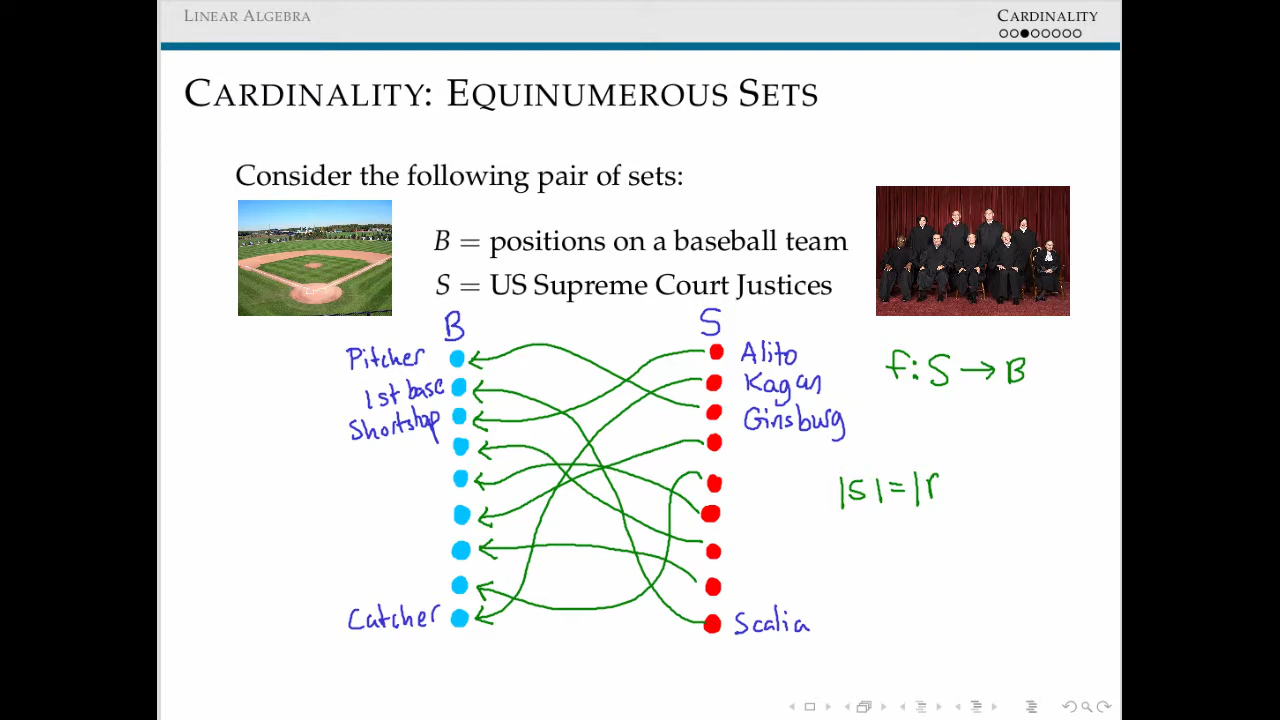 LINEAR ALGEBRA
CARDINALITY
CARDINALITY: EQUINUMEROUS SETS
Consider the following pair of sets:
B = positions on a baseball team
S = US Supreme Court Justices
B
S
Pitcher
1st base
Shortstop
Catcher
Alito
Kagan
Ginsburg
Scalia
f: S → B
|S| = |